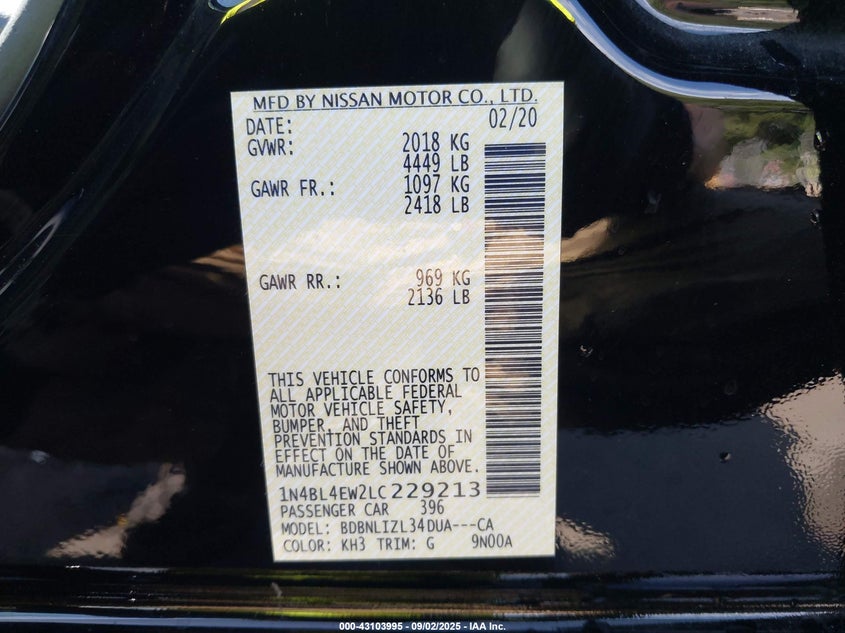 MFD BY NISSAN MOTOR CO., LTD.
DATE: 02/20
GVWR: 2018 KG
4449 LB
GAWR FR.: 1097 KG
2418 LB
GAWR RR.: 969 KG
2136 LB
THIS VEHICLE CONFORMS TO
ALL APPLICABLE FEDERAL
MOTOR VEHICLE SAFETY,
BUMPER, AND THEFT
PREVENTION STANDARDS IN
EFFECT ON THE DATE OF
MANUFACTURE SHOWN ABOVE.
1N4BL4EW2LC229213
PASSENGER CAR 396
MODEL: BDBNLIZL34DUA---CA
COLOR: KH3 TRIM: G 9N00A
000-43103995 - 09/02/2025 - IAA Inc.